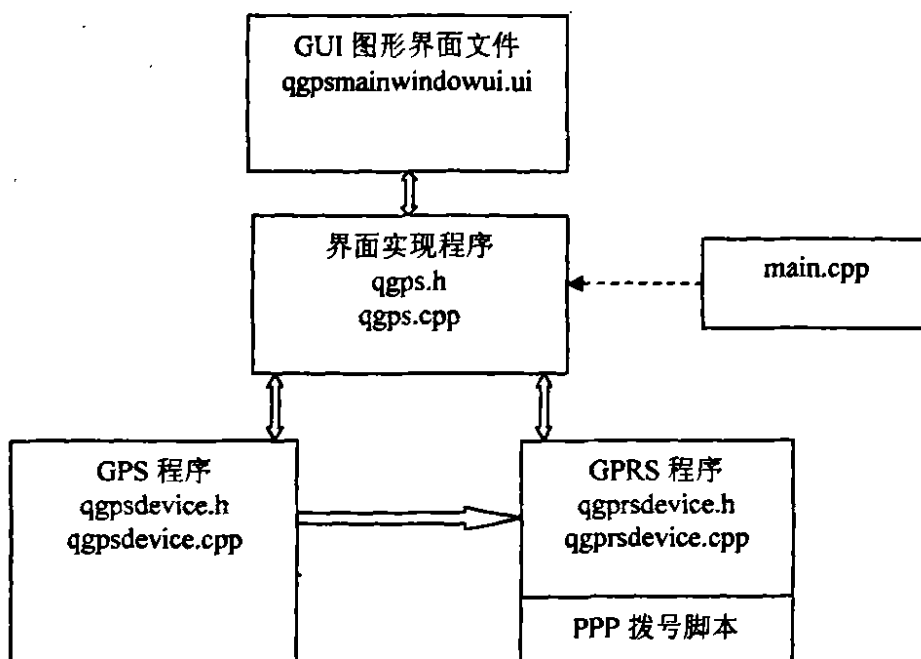 GUI 图形界面文件
qgpsmainwindowui.ui
界面实现程序
qgps.h
qgps.cpp
main.cpp
GPS 程序
qgpsdevice.h
qgpsdevice.cpp
GPRS 程序
qgprsdevice.h
qgprsdevice.cpp
PPP 拨号脚本